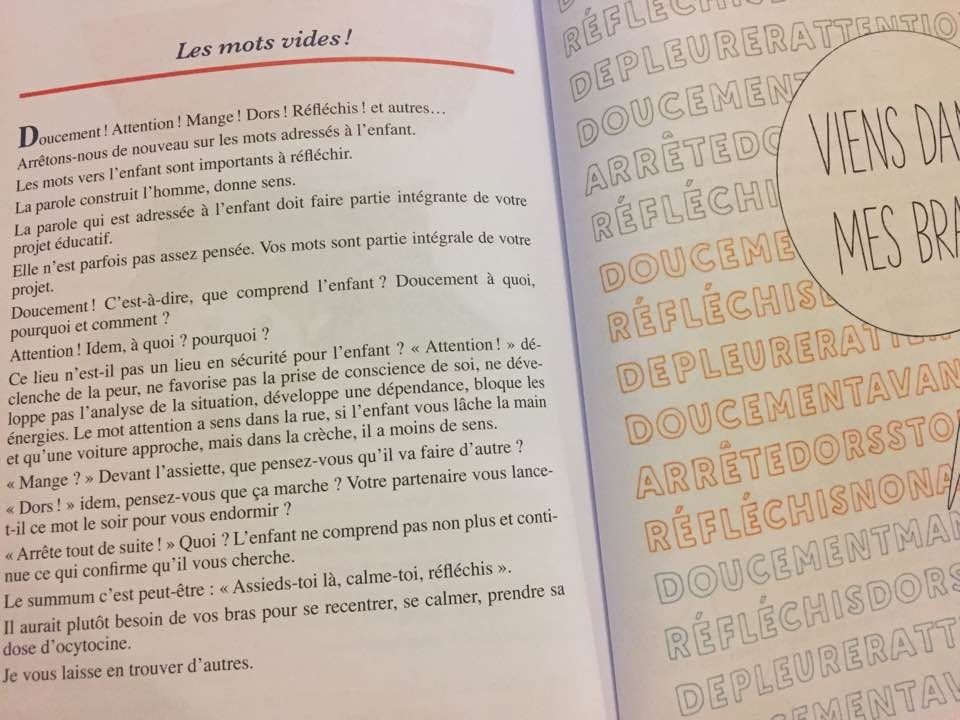 Les mots vides !
Doucement ! Attention ! Mange ! Dors ! Réfléchis ! et autres…
Arrêtons-nous de nouveau sur les mots adressés à l'enfant.
Les mots vers l'enfant sont importants à réfléchir.
La parole construit l'homme, donne sens.
La parole qui est adressée à l'enfant doit faire partie intégrante de votre
projet éducatif.
Elle n'est parfois pas assez pensée. Vos mots sont partie intégrale de votre
projet.
Doucement ! C'est-à-dire, que comprend l'enfant ? Doucement à quoi,
pourquoi et comment ?
Attention ! Idem, à quoi ? pourquoi ?
Ce lieu n'est-il pas un lieu en sécurité pour l'enfant ? « Attention ! » dé-
clenche de la peur, ne favorise pas la prise de conscience de soi, ne déve-
loppe pas l'analyse de la situation, développe une dépendance, bloque les
énergies. Le mot attention a sens dans la rue, si l'enfant vous lâche la main
et qu'une voiture approche, mais dans la crèche, il a moins de sens.
« Mange ? » Devant l'assiette, que pensez-vous qu'il va faire d'autre ?
« Dors ! » idem, pensez-vous que ça marche ? Votre partenaire vous lance-
t-il ce mot le soir pour vous endormir ?
« Arrête tout de suite ! » Quoi ? L'enfant ne comprend pas non plus et conti-
nue ce qui confirme qu'il vous cherche.
Le summum c'est peut-être : « Assieds-toi là, calme-toi, réfléchis ».
Il aurait plutôt besoin de vos bras pour se recentrer, se calmer, prendre sa
dose d'ocytocine.
Je vous laisse en trouver d'autres.
RÉFLÉCHIS
DEPLEURERATTENTIO
DOUCEMENT
ARRÊTEDO
RÉFLÉCHI
DOUCEME
RÉFLÉCHISE
DEPLEURERATTEN
DOUCEMENTAVAN
ARRÊTEDORSSTO
RÉFLÉCHISNONA
DOUCEMENTMAN
RÉFLÉCHISDORS
DEPLEURERATTE
DOUCEMENTAV
VIENS DAN
MES BRA